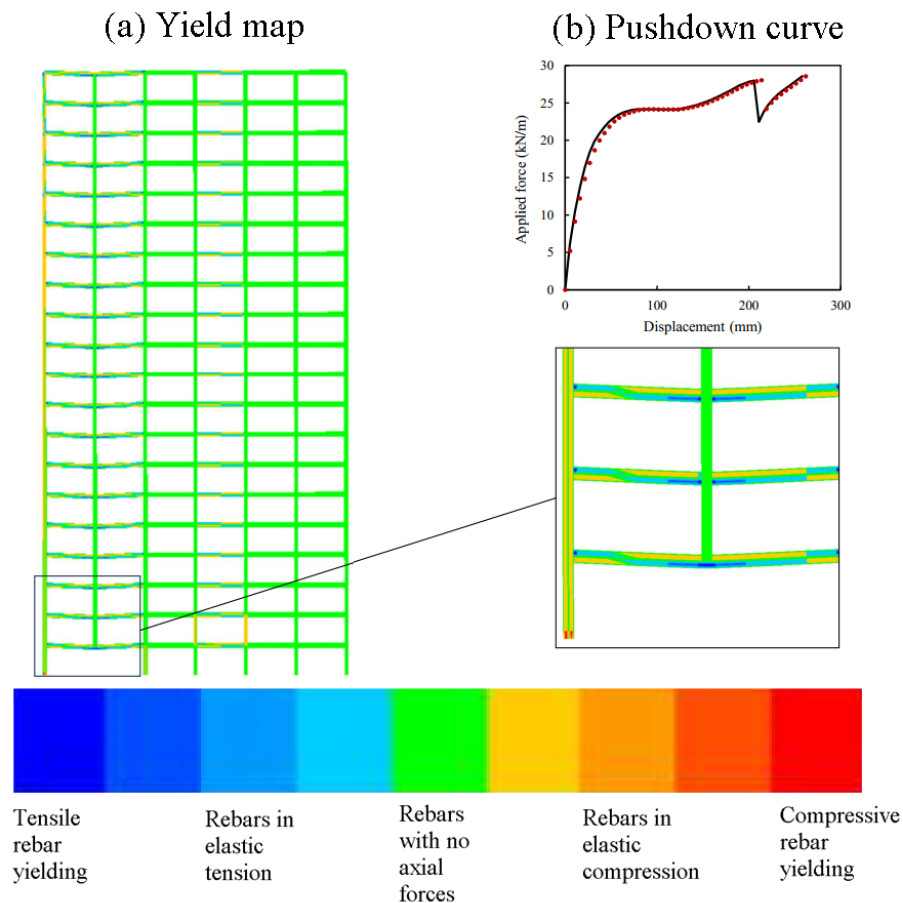 (a) Yield map
(b) Pushdown curve
30
25
20
15
10
5
0
Applied force (kN/m)
0
100
200
300
Displacement (mm)
Tensile
rebar
yielding
Rebars in
elastic
tension
Rebars
with no
axial
forces
Rebars in
elastic
compression
Compressive
rebar
yielding